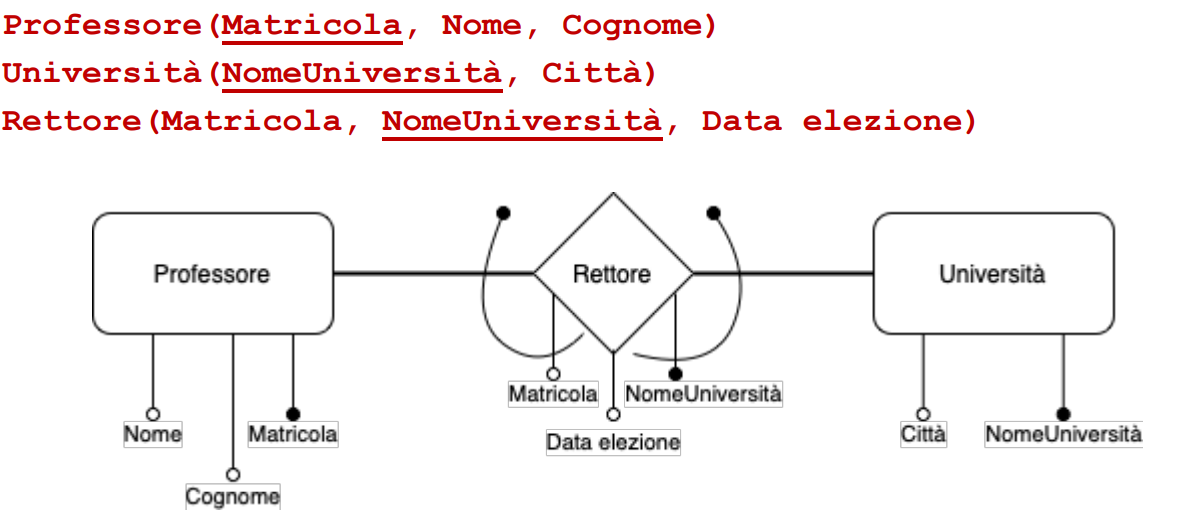 Professore(Matricola, Nome, Cognome)
Università(NomeUniversità, Città)
Rettore(Matricola, NomeUniversità, Data elezione)
Professore
Rettore
Università
Matricola
NomeUniversità
Nome
Matricola
Data elezione
Città
NomeUniversità
Cognome